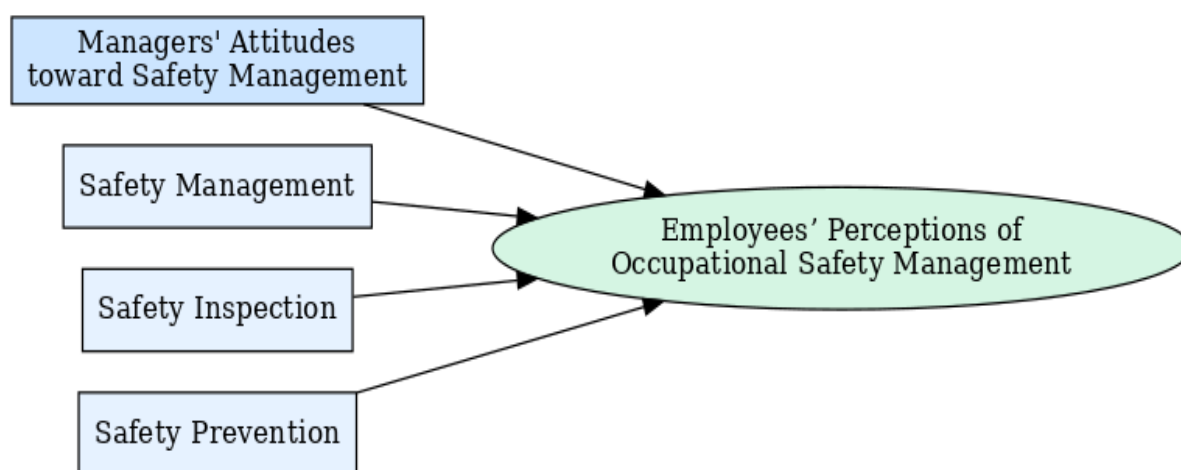 Managers' Attitudes
toward Safety Management
Safety Management
Safety Inspection
Safety Prevention
Employees’ Perceptions of
Occupational Safety Management